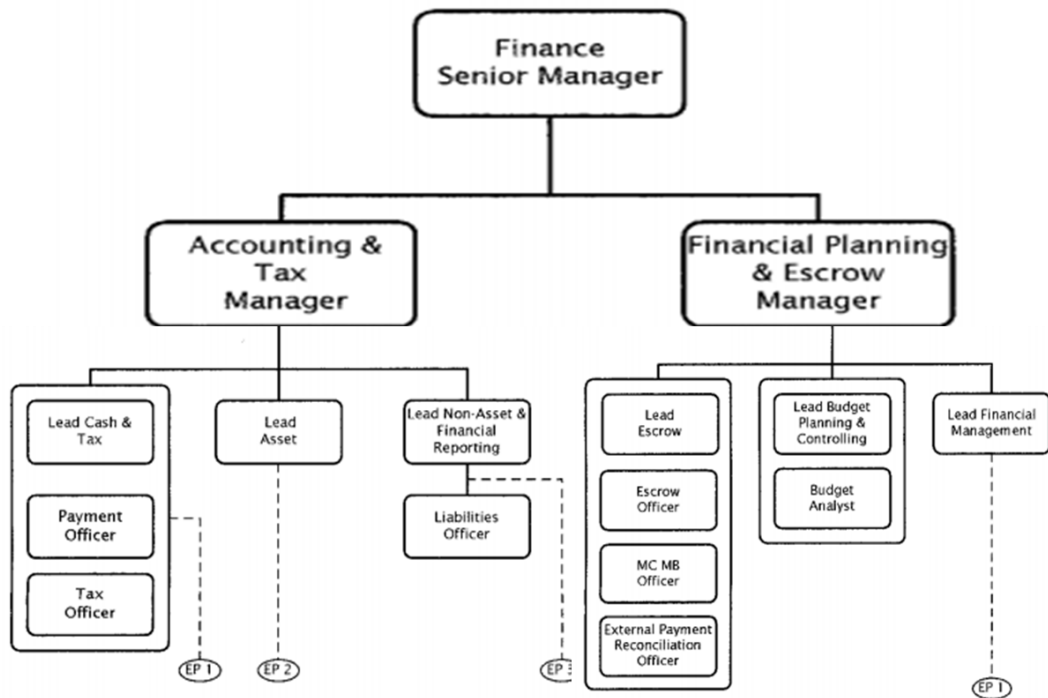 Finance
Senior Manager
Accounting &
Tax
Manager
Financial Planning
& Escrow
Manager
Lead Cash &
Tax
Payment
Officer
Tax
Officer
Lead
Asset
Lead Non-Asset &
Financial
Reporting
Liabilities
Officer
Lead
Escrow
Escrow
Officer
MC MB
Officer
External Payment
Reconciliation
Officer
Lead Budget
Planning &
Controlling
Budget
Analyst
Lead Financial
Management
EP 1
EP 2
EP
EP 1